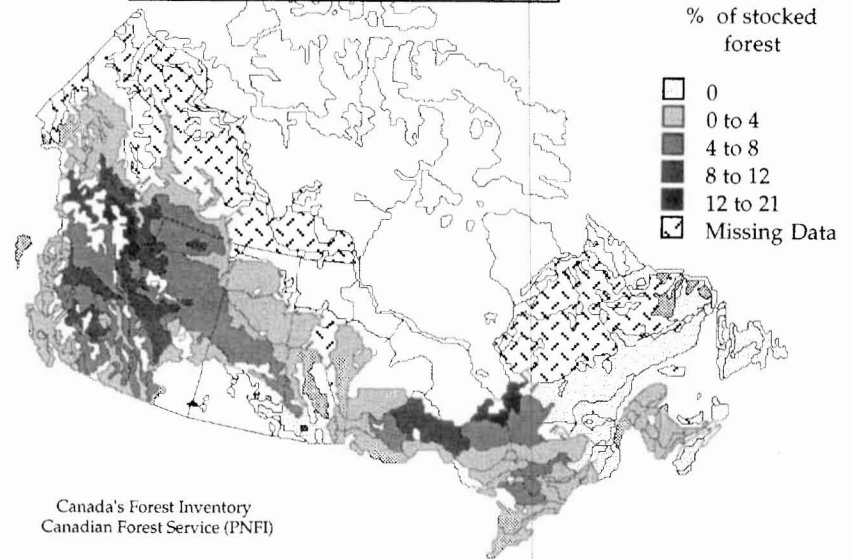 % of stocked
forest
0
0 to 4
4 to 8
8 to 12
12 to 21
Missing Data
Canada's Forest Inventory
Canadian Forest Service (PNFI)